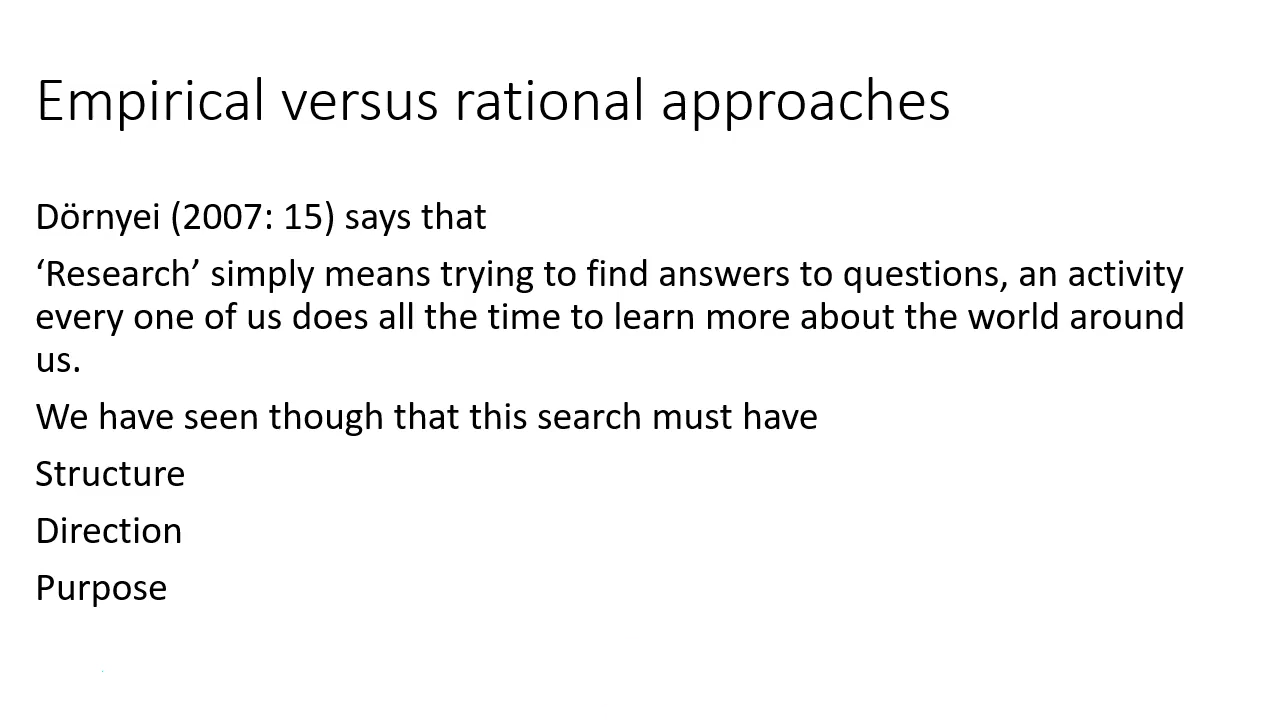 Empirical versus rational approaches
Dörnyei (2007: 15) says that
‘Research’ simply means trying to find answers to questions, an activity
every one of us does all the time to learn more about the world around
us.
We have seen though that this search must have
Structure
Direction
Purpose